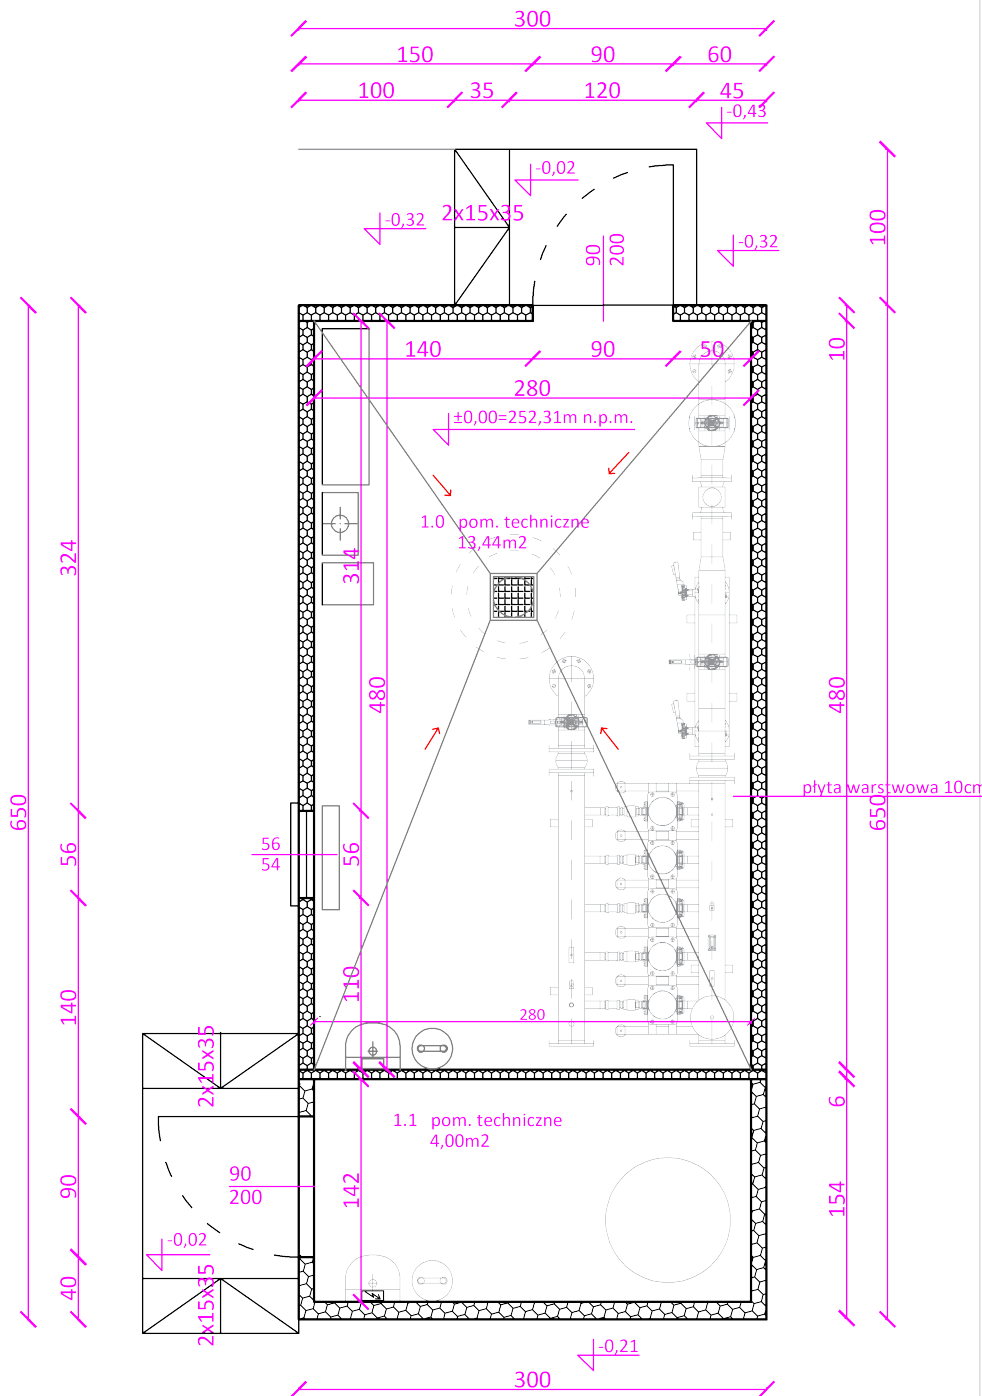 300
150 90 60
100 35 120 45
-0,43
-0,02
2x15x35
-0,32
-0,32
90
200
100
140 90 50
10
280
±0,00=252,31m n.p.m.
1.0 pom. techniczne
13,44m2
324
314
480
480
płyta warstwowa 10cm
650
650
56
54
56
56
110
140
280
2x15x35
1.1 pom. techniczne
4,00m2
6
90
200
142
154
90
-0,02
40
2x15x35
-0,21
300